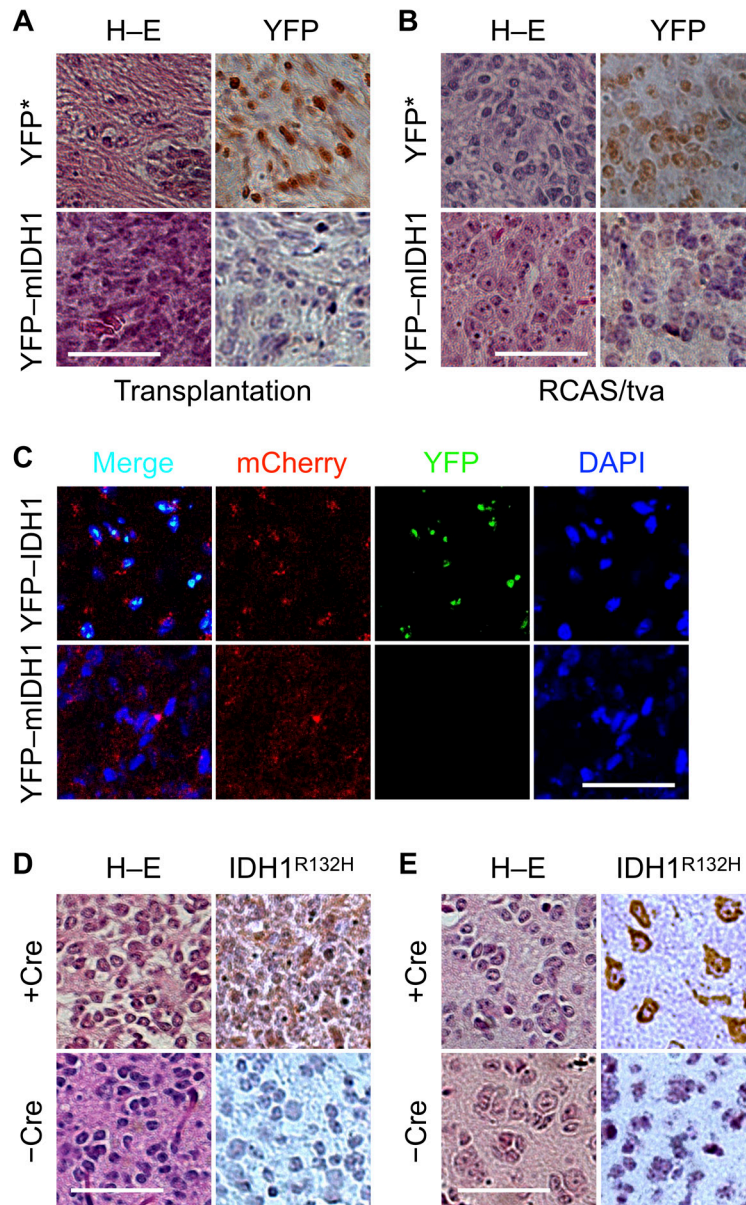 A
H–E YFP
YFP*
YFP–mIDH1
Transplantation
B
H–E YFP
YFP*
YFP–mIDH1
RCAS/tva
C
Merge mCherry YFP DAPI
YFP–IDH1
YFP–mIDH1
D
H–E IDH1R132H
+Cre
–Cre
E
H–E IDH1R132H
+Cre
–Cre